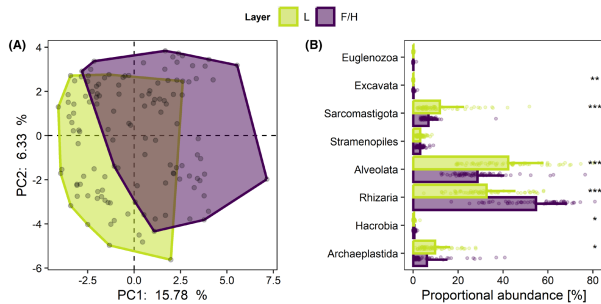 Layer L F/H
(A)
4
2
0
-2
-4
-6
PC2: 6.33 %
-2.5 0.0 2.5 5.0 7.5
PC1: 15.78 %
(B)
Euglenozoa
Excavata **
Sarcomastigota ***
Stramenopiles
Alveolata ***
Rhizaria ***
Hacrobia *
Archaeplastida *
0 20 40 60 80
Proportional abundance [%]